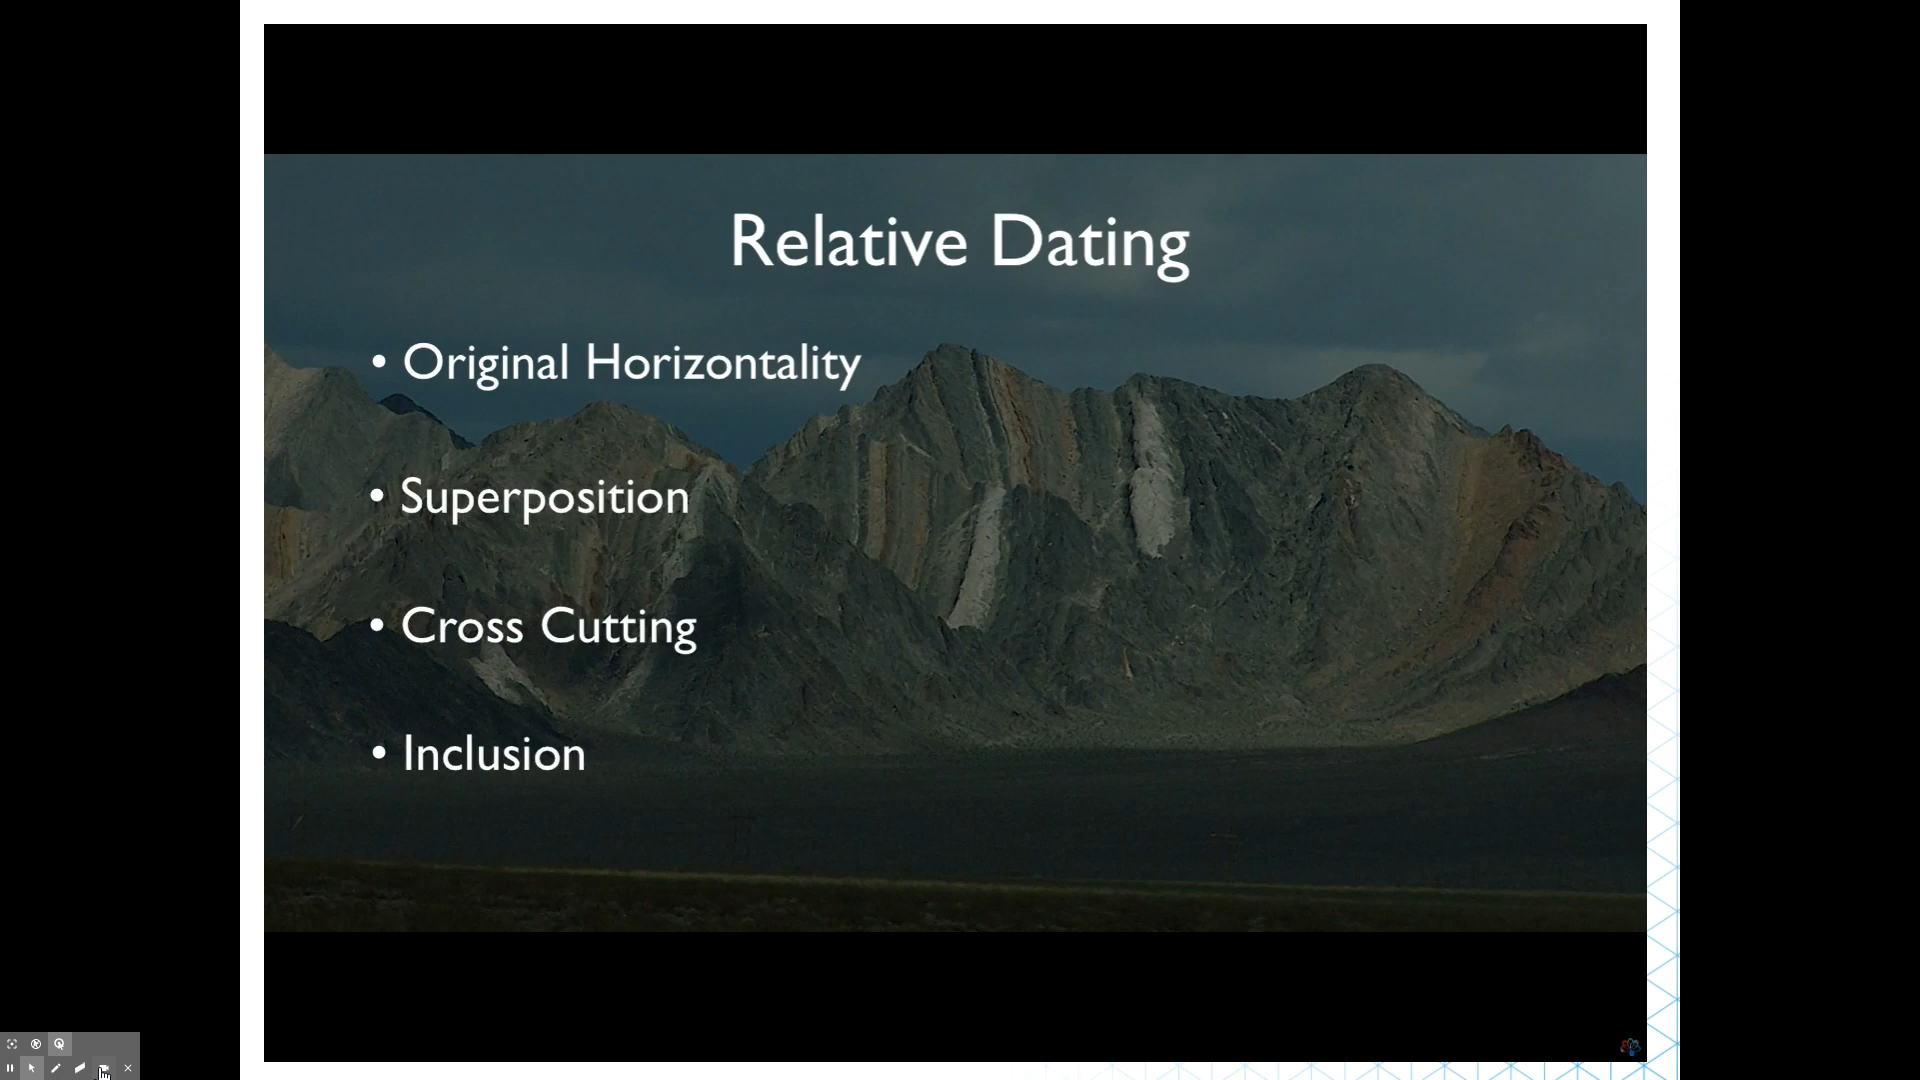 Relative Dating
• Original Horizontality
• Superposition
• Cross Cutting
• Inclusion